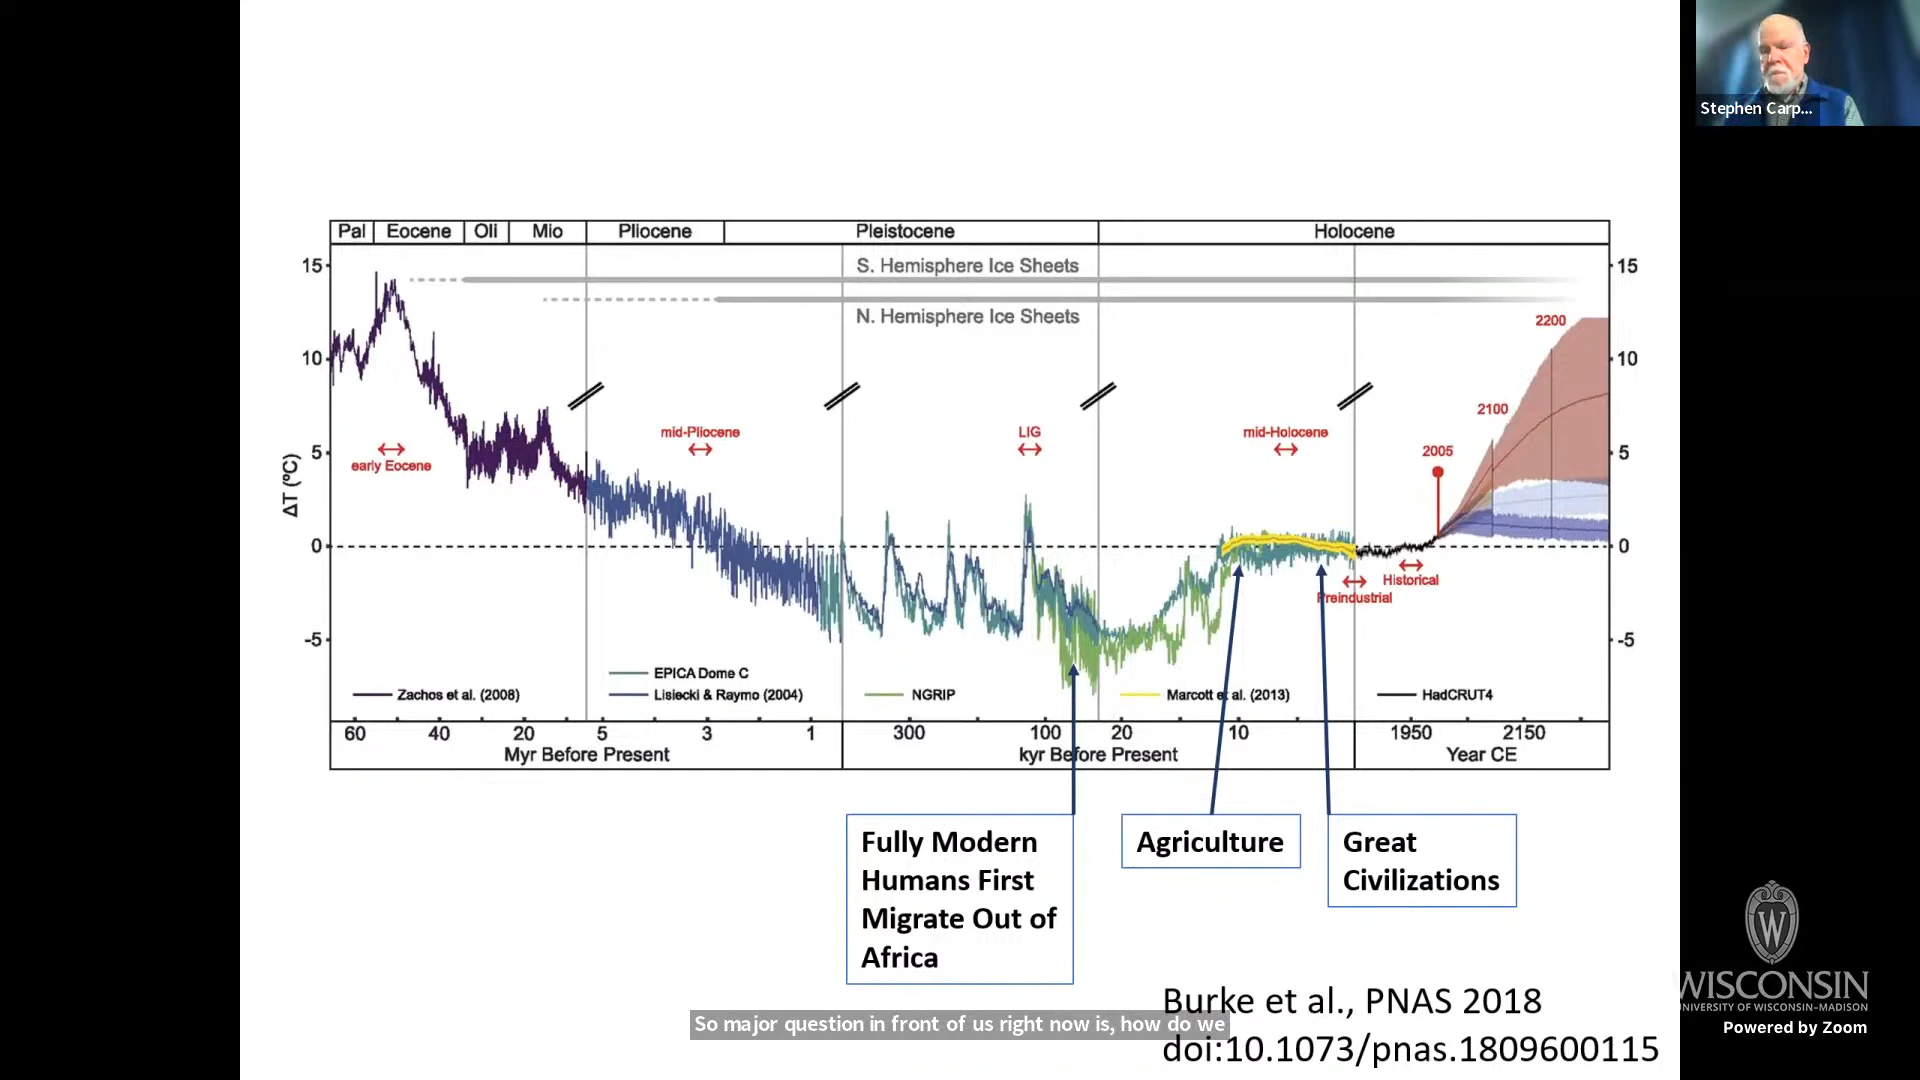 Stephen Carp...
Pal Eocene Oli Mio Pliocene Pleistocene Holocene
15 S. Hemisphere Ice Sheets 15
N. Hemisphere Ice Sheets
2200
10 10
2100
mid-Pliocene LIG mid-Holocene
2005
5 5
early Eocene
ΔT (ºC)
0 0
Historical
Preindustrial
-5 -5
EPICA Dome C
Zachos et al. (2008) Lisiecki & Raymo (2004) NGRIP Marcott et al. (2013) HadCRUT4
60 40 20 5 3 1 300 100 20 10 1950 2150
Myr Before Present kyr Before Present Year CE
Fully Modern
Humans First
Migrate Out of
Africa
Agriculture
Great
Civilizations
Burke et al., PNAS 2018
doi:10.1073/pnas.1809600115
So major question in front of us right now is, how do we
W
WISCONSIN
UNIVERSITY OF WISCONSIN–MADISON
Powered by Zoom